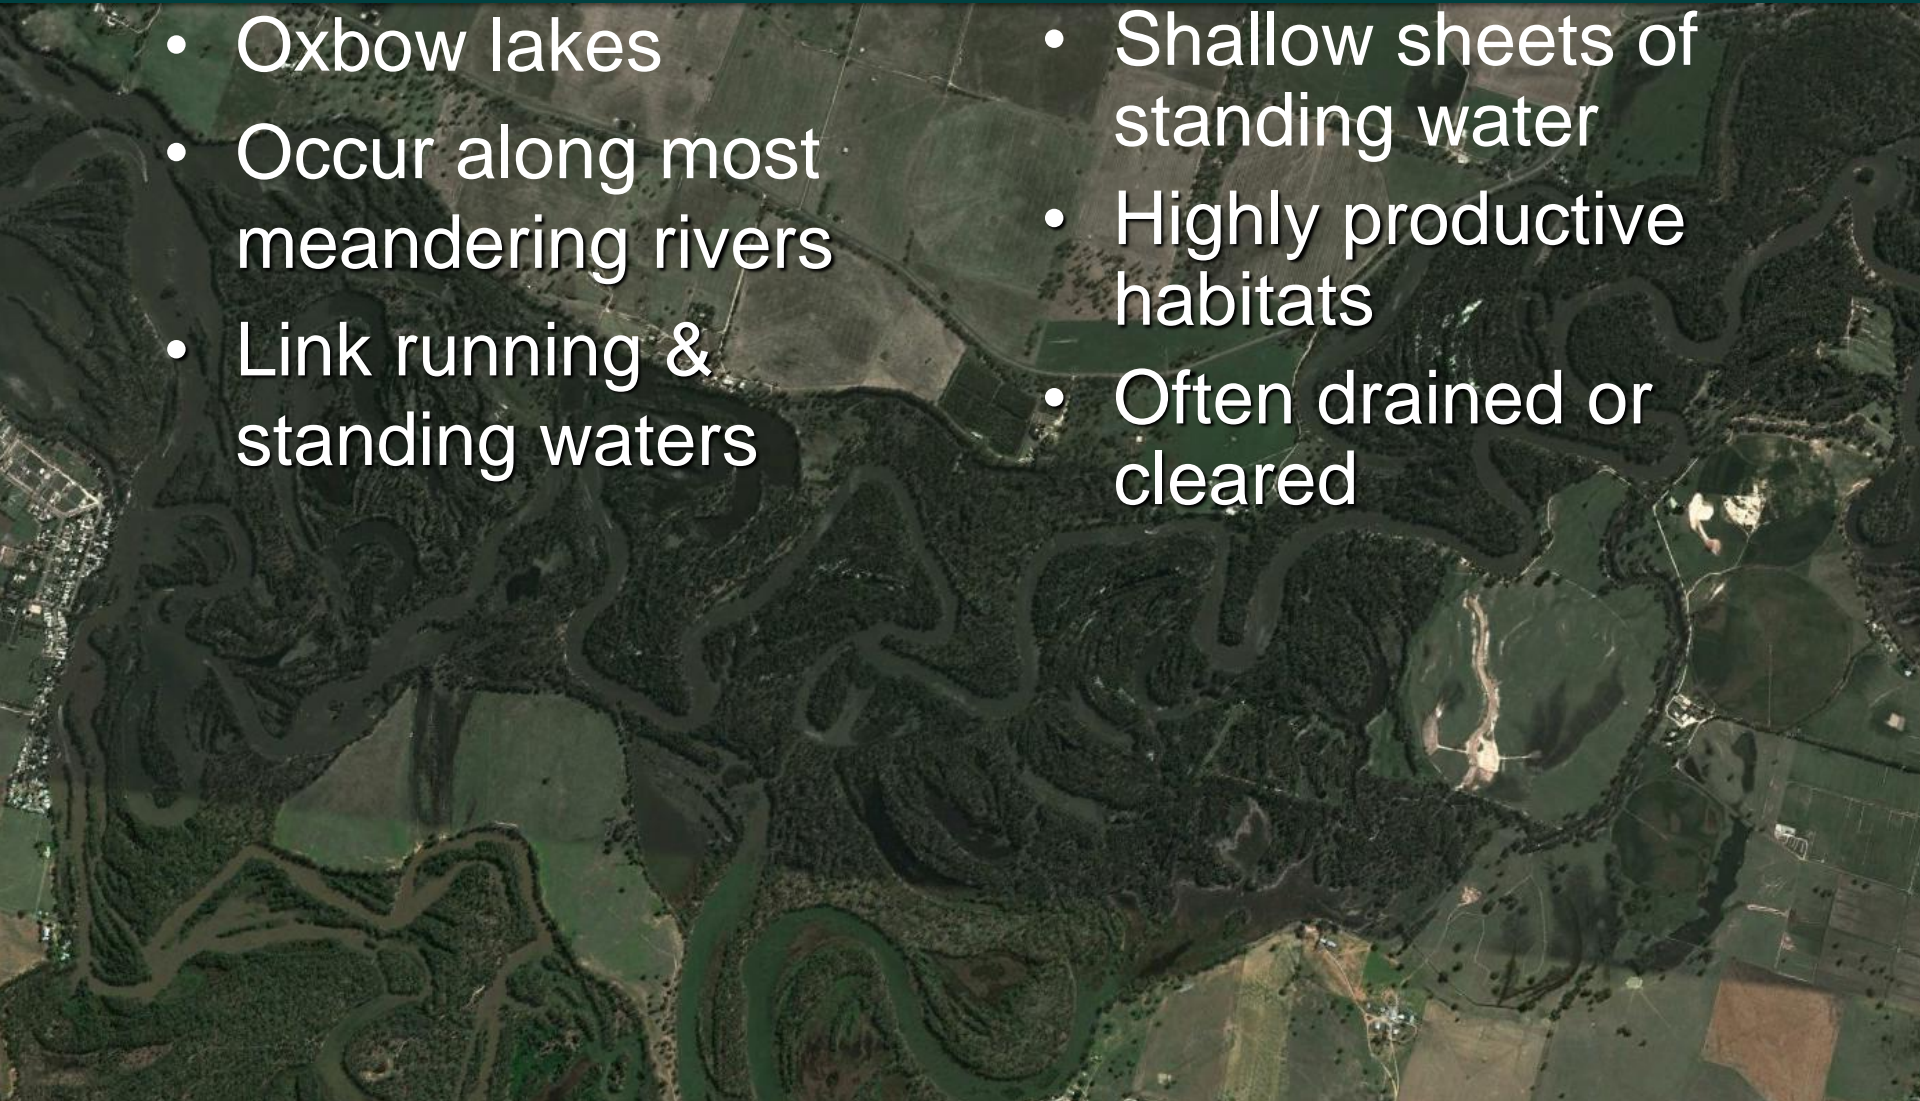 • Oxbow lakes
• Occur along most
meandering rivers
• Link running &
standing waters
• Shallow sheets of
standing water
• Highly productive
habitats
• Often drained or
cleared